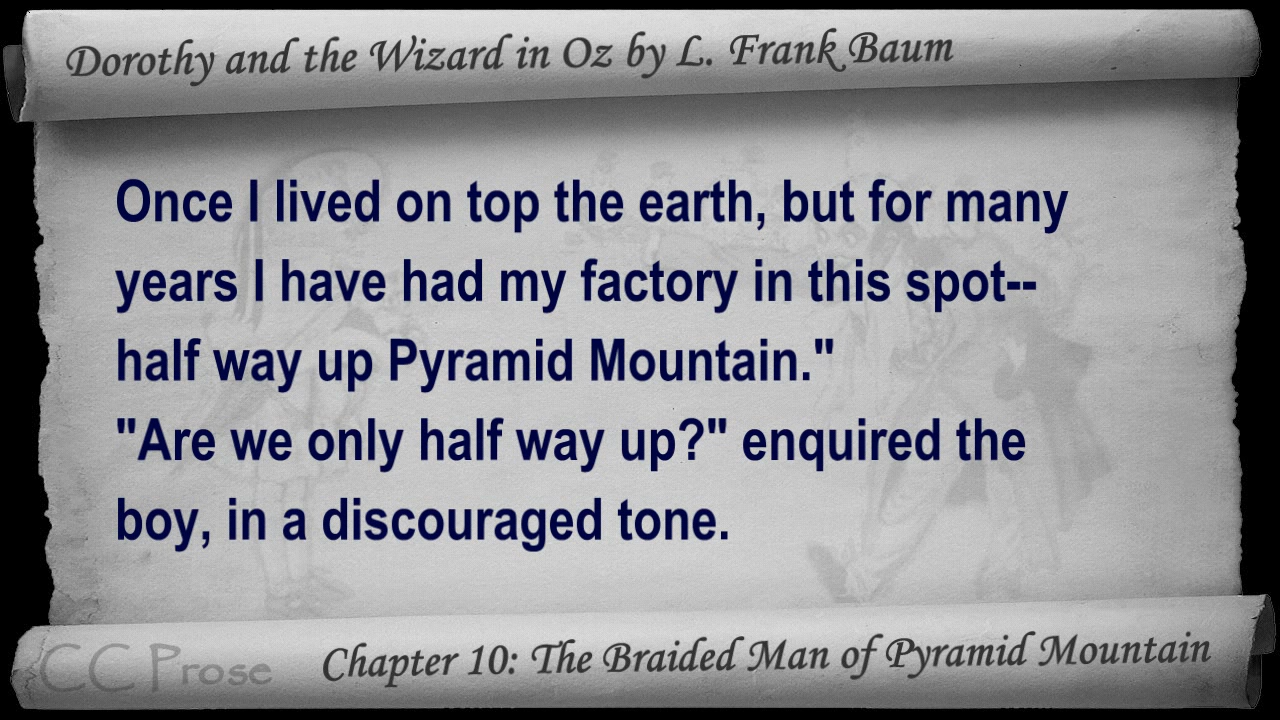 Dorothy and the Wizard in Oz by L. Frank Baum
Once I lived on top the earth, but for many
years I have had my factory in this spot--
half way up Pyramid Mountain."
"Are we only half way up?" enquired the
boy, in a discouraged tone.
CC Prose
Chapter 10: The Braided Man of Pyramid Mountain